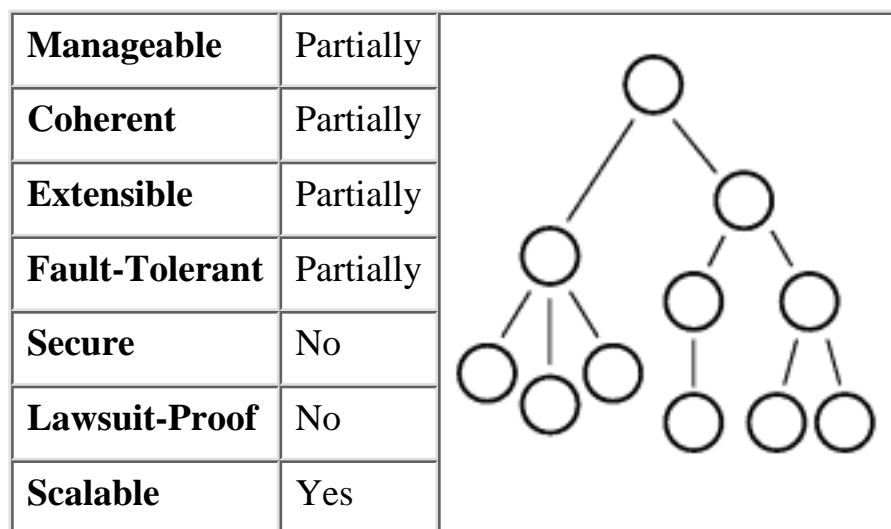 Manageable Partially
Coherent Partially
Extensible Partially
Fault-Tolerant Partially
Secure No
Lawsuit-Proof No
Scalable Yes